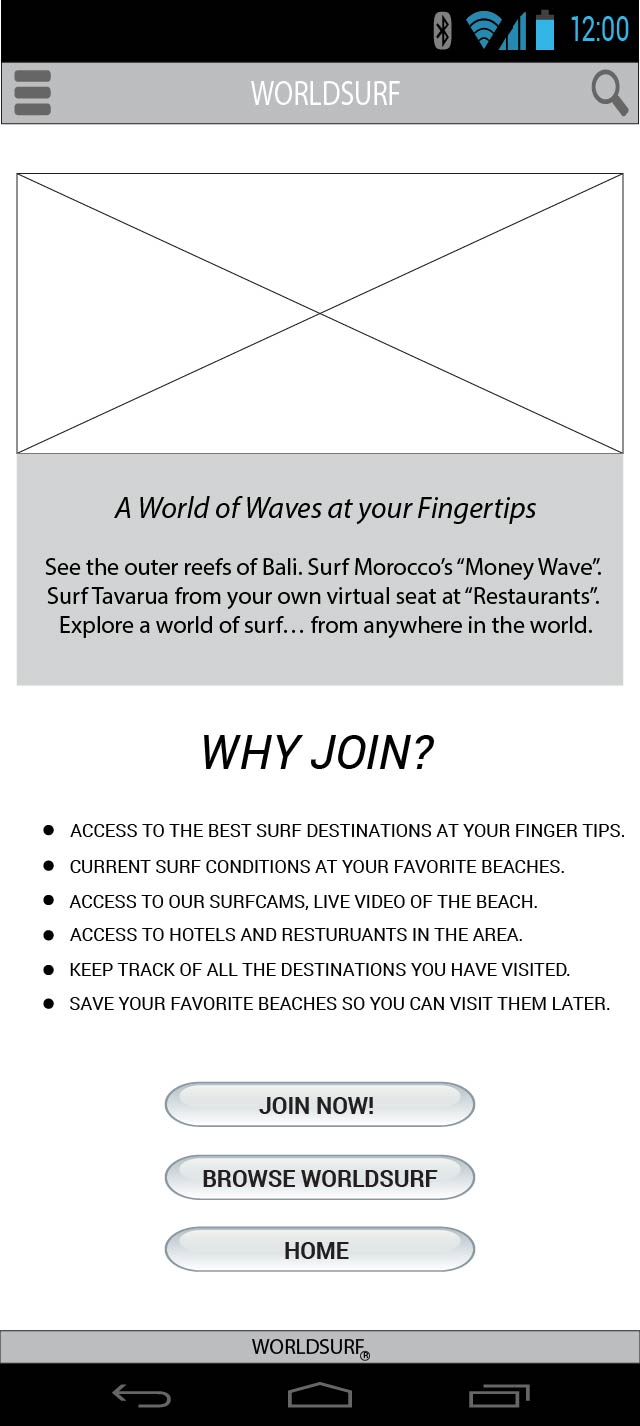 12:00
WORLDSURF
A World of Waves at your Fingertips
See the outer reefs of Bali. Surf Morocco’s “Money Wave”.
Surf Tavarua from your own virtual seat at “Restaurants”.
Explore a world of surf… from anywhere in the world.
WHY JOIN?
● ACCESS TO THE BEST SURF DESTINATIONS AT YOUR FINGER TIPS.
● CURRENT SURF CONDITIONS AT YOUR FAVORITE BEACHES.
● ACCESS TO OUR SURFCAMS, LIVE VIDEO OF THE BEACH.
● ACCESS TO HOTELS AND RESTURUANTS IN THE AREA.
● KEEP TRACK OF ALL THE DESTINATIONS YOU HAVE VISITED.
● SAVE YOUR FAVORITE BEACHES SO YOU CAN VISIT THEM LATER.
JOIN NOW!
BROWSE WORLDSURF
HOME
WORLDSURF®